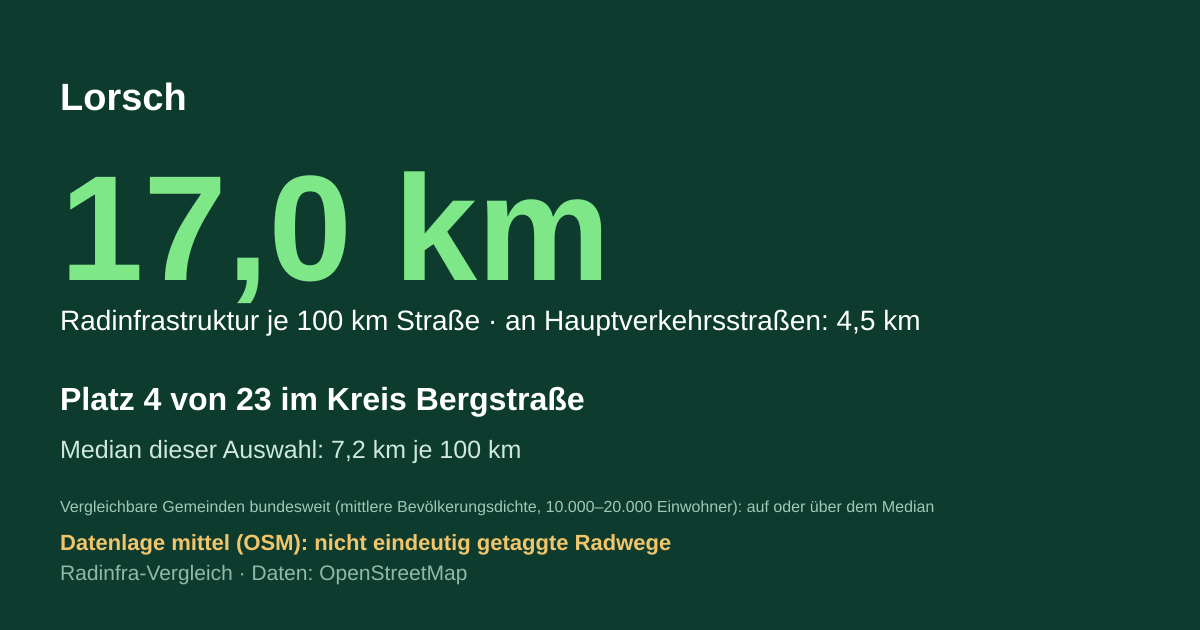 Lorsch
17,0 km
Radinfrastruktur je 100 km Straße · an Hauptverkehrsstraßen: 4,5 km
Platz 4 von 23 im Kreis Bergstraße
Median dieser Auswahl: 7,2 km je 100 km
Vergleichbare Gemeinden bundesweit (mittlere Bevölkerungsdichte, 10.000–20.000 Einwohner): auf oder über dem Median
Datenlage mittel (OSM): nicht eindeutig getaggte Radwege
Radinfra-Vergleich · Daten: OpenStreetMap